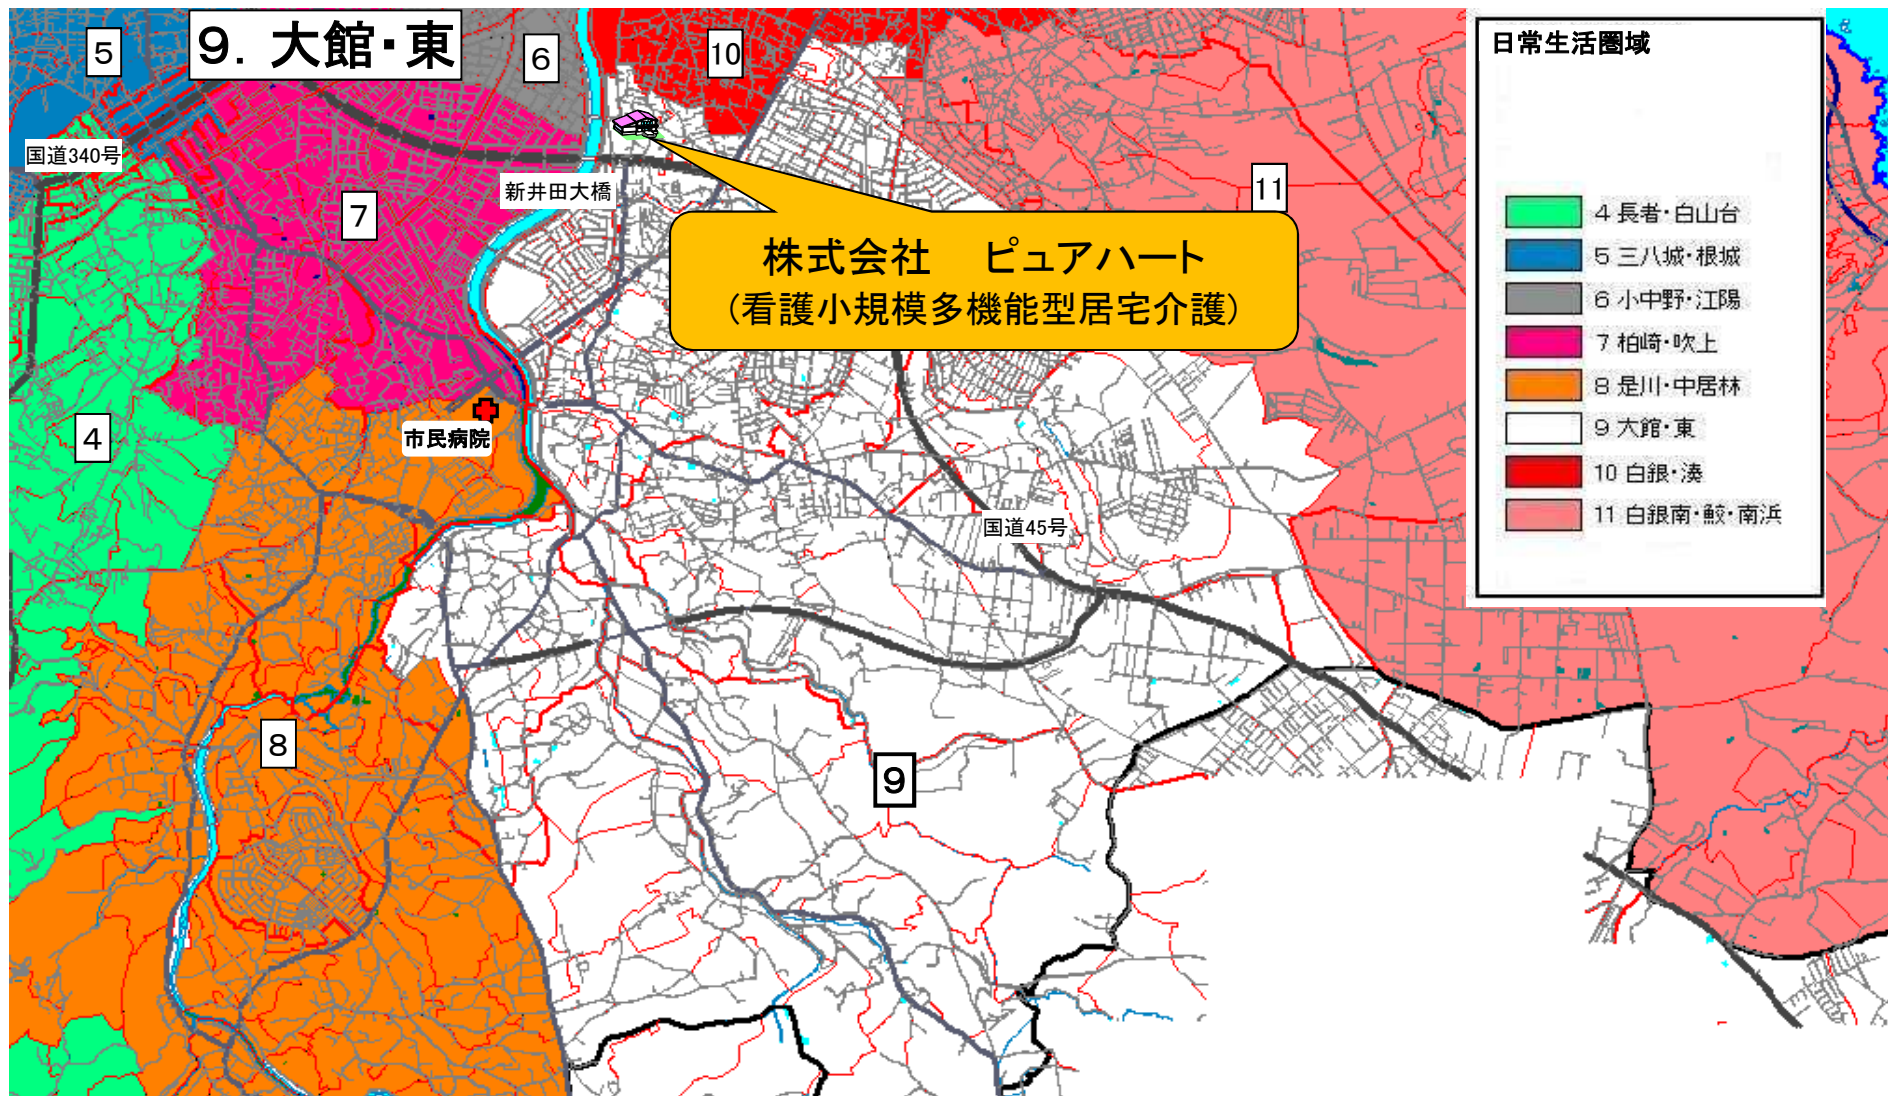 9. 大館・東
5
6
10
国道340号
7
新井田大橋
11
株式会社 ピュアハート
(看護小規模多機能型居宅介護)
4
市民病院
国道45号
8
9
日常生活圏域
4 長者・白山台
5 三八城・根城
6 小中野・江陽
7 柏崎・吹上
8 是川・中居林
9 大館・東
10 白銀・湊
11 白銀南・鮫・南浜